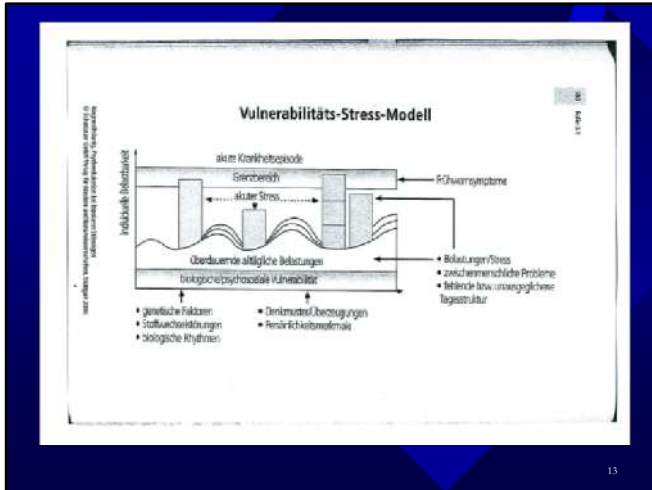 Vulnerabilitäts-Stress-Modell
Individuelle Belastbarkeit
akute Krankheitsepisode
Grenzbereich
Frühwarnsymptome
akuter Stress
überdauernde alltägliche Belastungen
biologische/psychosoziale Vulnerabilität
• Belastungen/Stress
• zwischenmenschliche Probleme
• fehlende bzw. unausgeglichene
Tagesstruktur
• genetische Faktoren
• Stoffwechselstörungen
• biologische Rhythmen
• Denkmuster/Überzeugungen
• Persönlichkeitsmerkmale
13